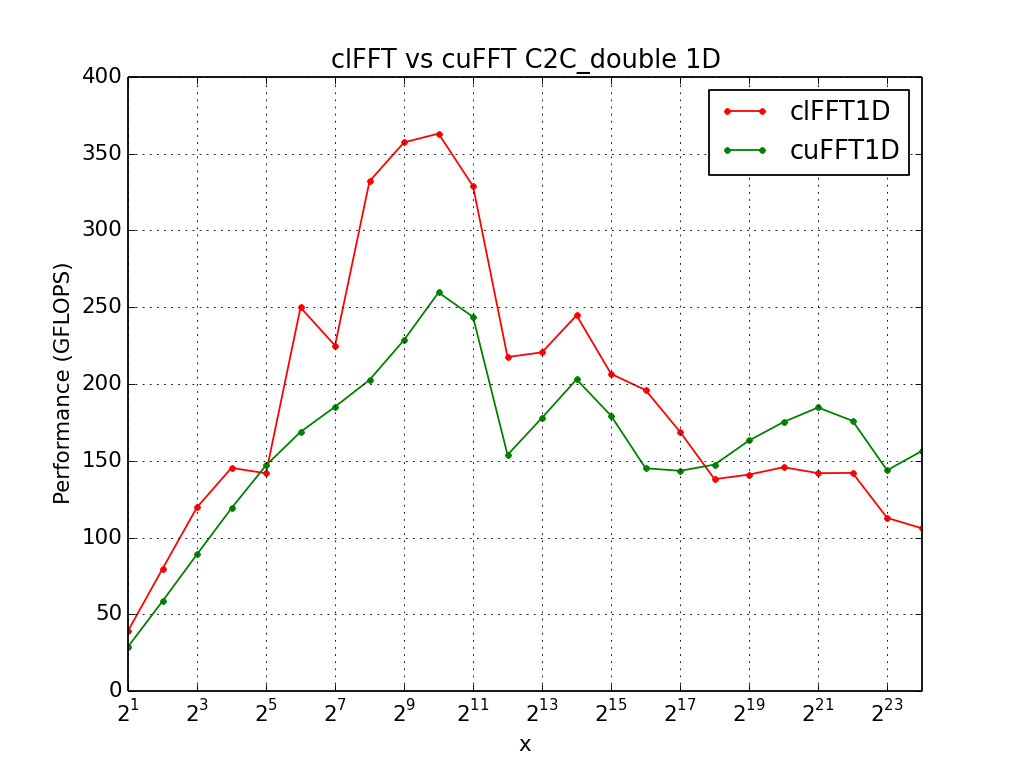 clFFT vs cuFFT C2C_double 1D
400
350
300
250
200
150
100
50
0
Performance (GFLOPS)
clFFT1D
cuFFT1D
2^1 2^3 2^5 2^7 2^9 2^11 2^13 2^15 2^17 2^19 2^21 2^23
x